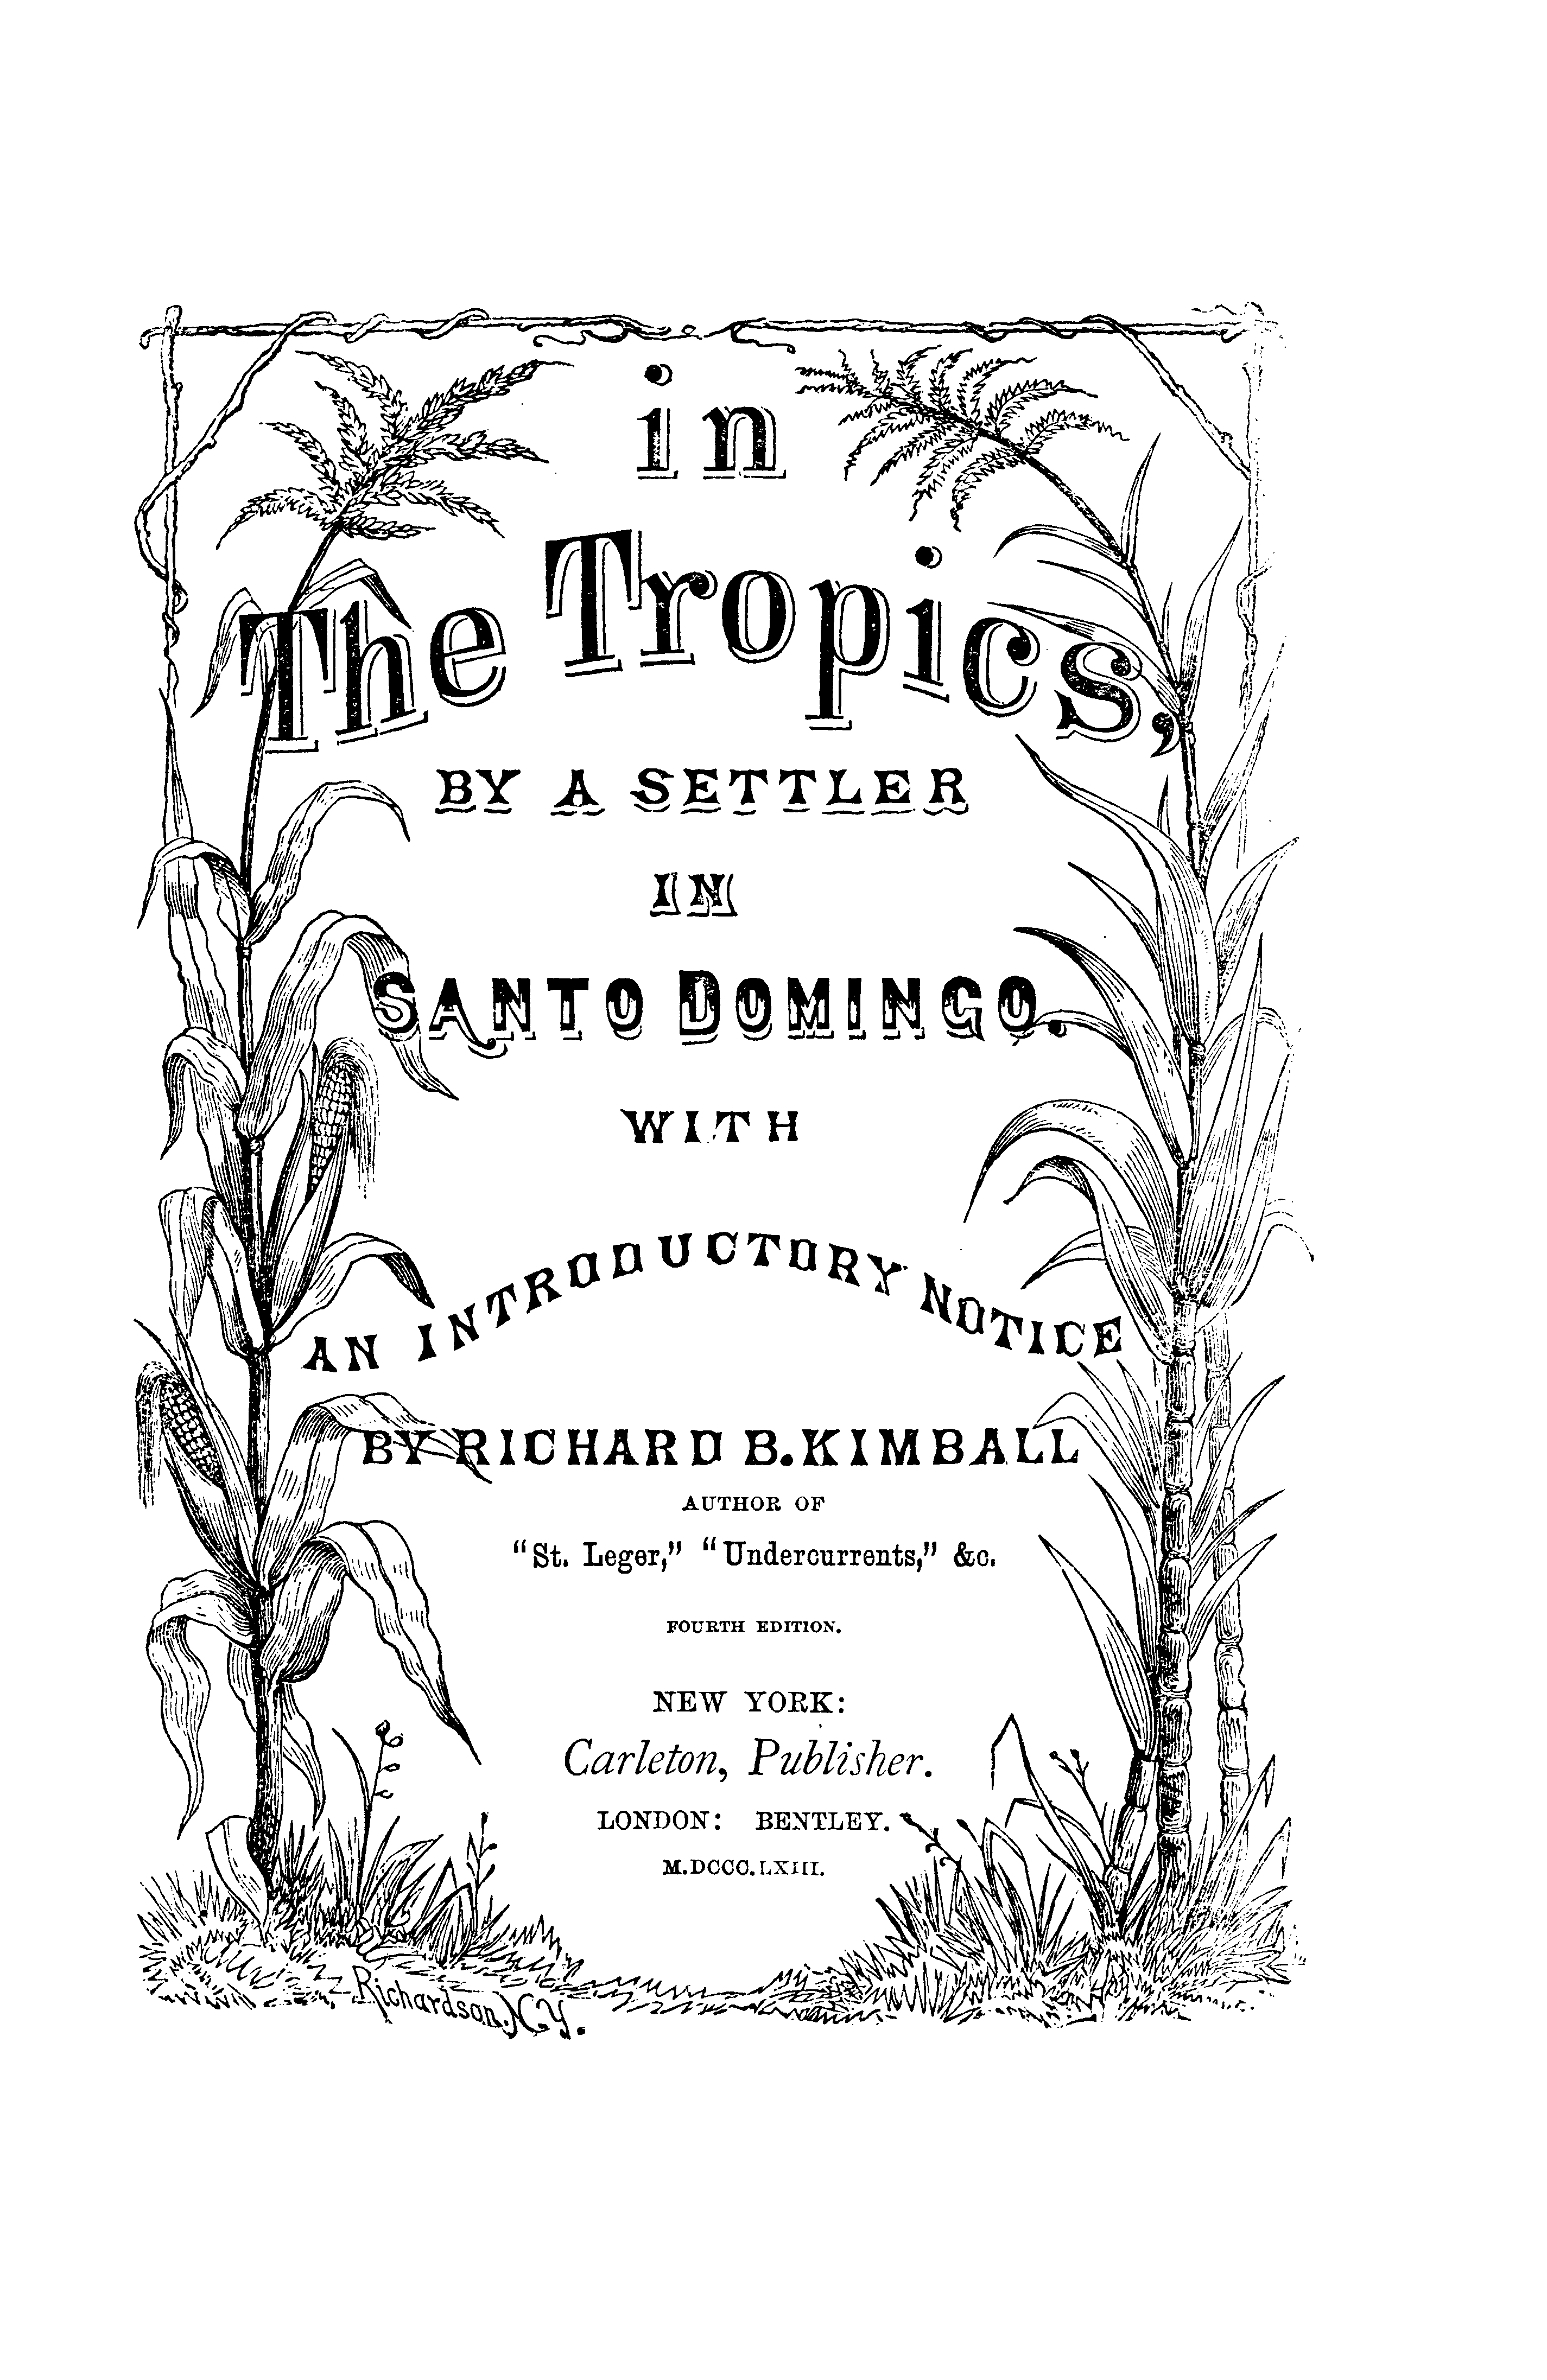 in
The Tropics,
BY A SETTLER
IN
SANTO DOMINGO.
WITH
AN INTRODUCTORY NOTICE
BY RICHARD B. KIMBALL
AUTHOR OF
"St. Leger," "Undercurrents," &c.
FOURTH EDITION.
NEW YORK:
Carleton, Publisher.
LONDON: BENTLEY.
M.DCCC.LXIII.
Richardson. N.Y.